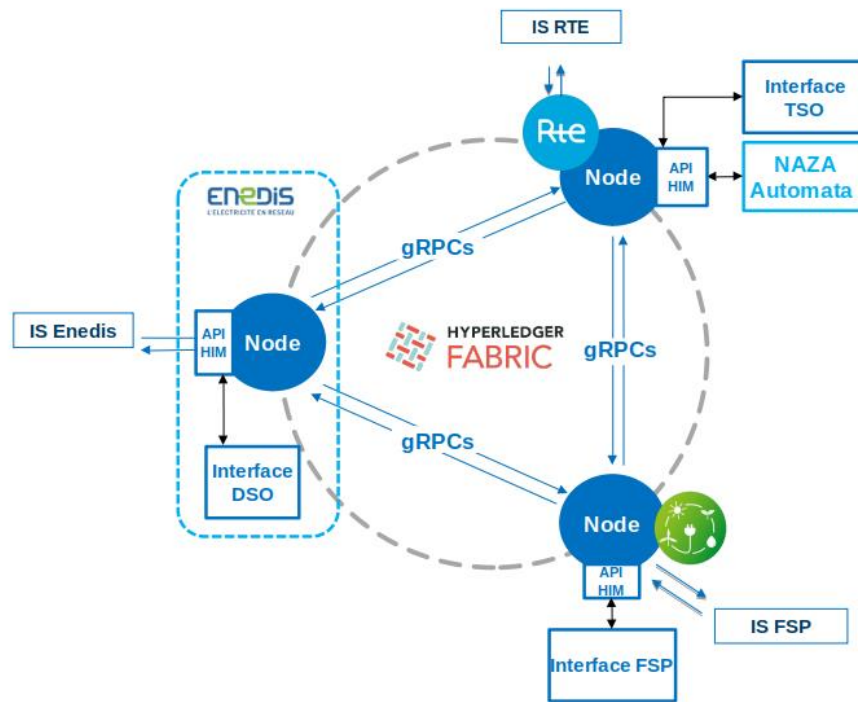 IS RTE
Rte
Node
API
HIM
Interface
TSO
NAZA
Automata
ENEDIS
L'ELECTRICITE EN RESEAU
gRPCs
IS Enedis
API
HIM
Node
HYPERLEDGER
FABRIC
gRPCs
gRPCs
Interface
DSO
Node
API
HIM
IS FSP
Interface FSP